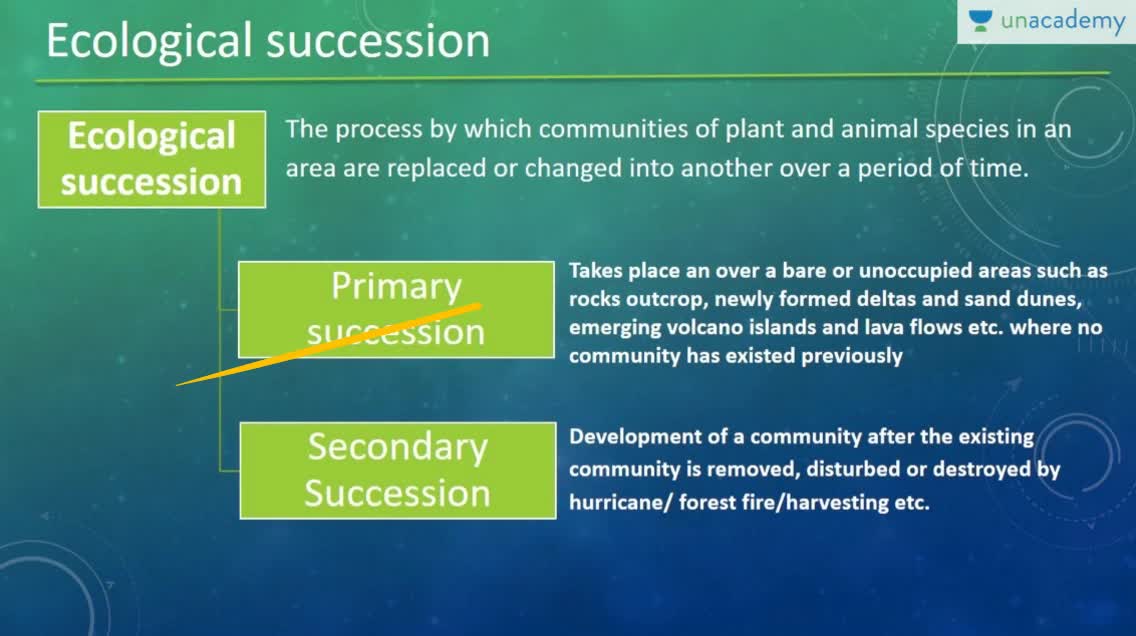 Ecological succession
unacademy
Ecological
succession
The process by which communities of plant and animal species in an
area are replaced or changed into another over a period of time.
Primary
succession
Takes place an over a bare or unoccupied areas such as
rocks outcrop, newly formed deltas and sand dunes,
emerging volcano islands and lava flows etc. where no
community has existed previously
Secondary
Succession
Development of a community after the existing
community is removed, disturbed or destroyed by
hurricane/ forest fire/harvesting etc.